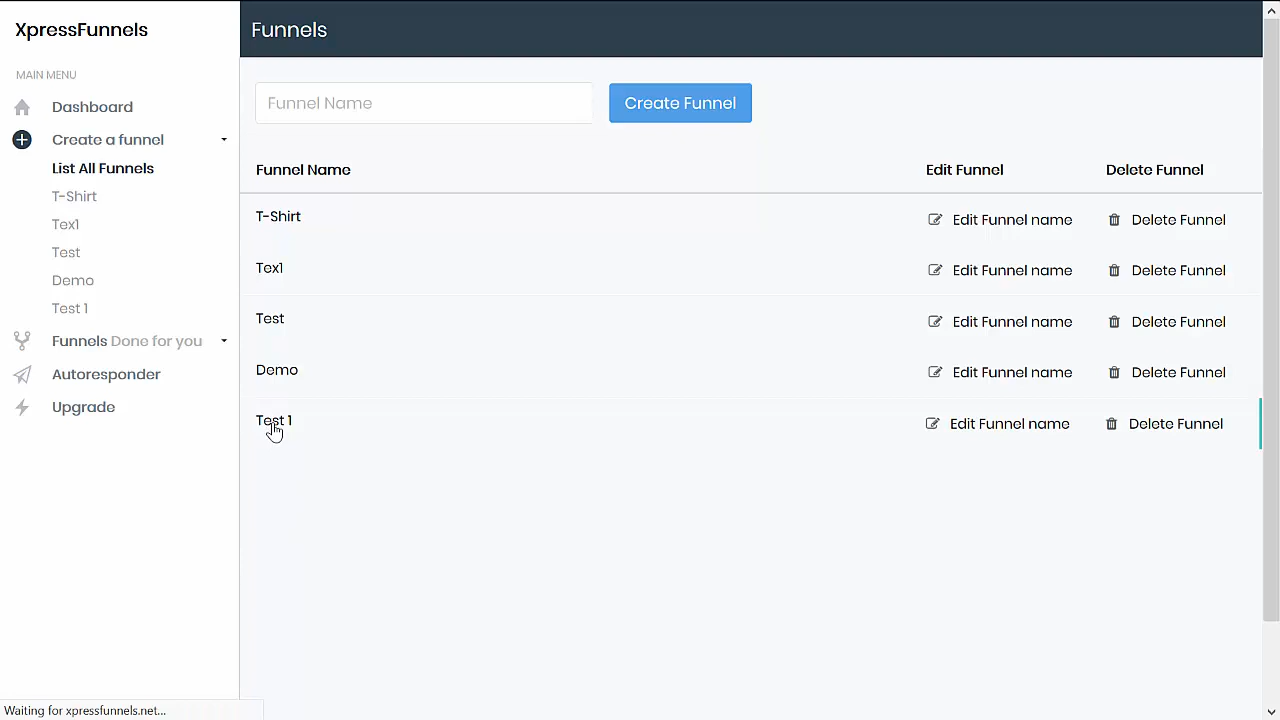 XpressFunnels
MAIN MENU
Dashboard
Create a funnel
List All Funnels
T-Shirt
Tex1
Test
Demo
Test 1
Funnels Done for you
Autoresponder
Upgrade
Funnels
Funnel Name
Create Funnel
Funnel Name Edit Funnel Delete Funnel
T-Shirt Edit Funnel name Delete Funnel
Tex1 Edit Funnel name Delete Funnel
Test Edit Funnel name Delete Funnel
Demo Edit Funnel name Delete Funnel
Test 1 Edit Funnel name Delete Funnel
Waiting for xpressfunnels.net...